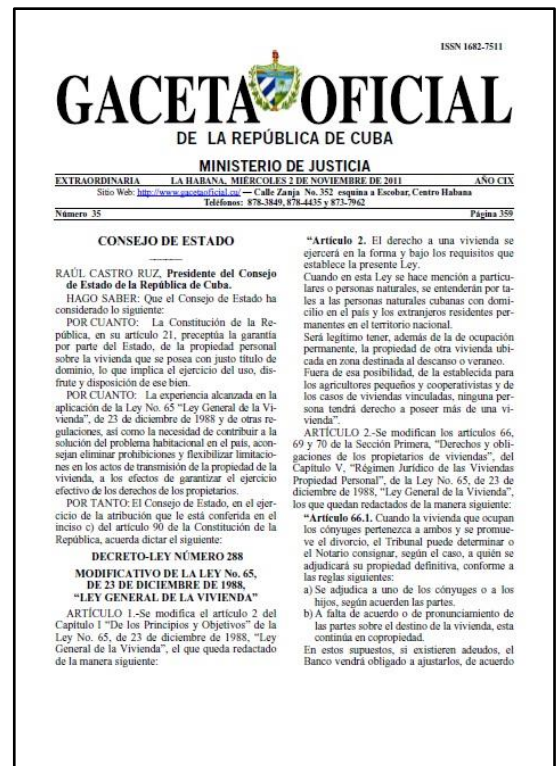 ISSN 1682-7511
GACETA OFICIAL
DE LA REPÚBLICA DE CUBA
MINISTERIO DE JUSTICIA
EXTRAORDINARIA LA HABANA, MIÉRCOLES 2 DE NOVIEMBRE DE 2011 AÑO CIX
Sitio Web: http://www.gacetaoficial.cu/ — Calle Zanja No. 352 esquina a Escobar, Centro Habana
Teléfonos: 878-3849, 878-4435 y 873-7962
Número 35 Página 359
CONSEJO DE ESTADO
RAÚL CASTRO RUZ, Presidente del Consejo
de Estado de la República de Cuba.
HAGO SABER: Que el Consejo de Estado ha
considerado lo siguiente:
POR CUANTO: La Constitución de la Re-
pública, en su artículo 21, preceptúa la garantía
por parte del Estado, de la propiedad personal
sobre la vivienda que se posea con justo título de
dominio, lo que implica el ejercicio del uso, dis-
frute y disposición de ese bien.
POR CUANTO: La experiencia alcanzada en la
aplicación de la Ley No. 65 “Ley General de la Vi-
vienda”, de 23 de diciembre de 1988 y de otras re-
gulaciones, así como la necesidad de contribuir a la
solución del problema habitacional en el país, acon-
sejan eliminar prohibiciones y flexibilizar limitacio-
nes en los actos de transmisión de la propiedad de la
vivienda, a los efectos de garantizar el ejercicio
efectivo de los derechos de los propietarios.
POR TANTO: El Consejo de Estado, en el ejer-
cicio de la atribución que le está conferida en el
inciso c) del artículo 90 de la Constitución de la
República, acuerda dictar el siguiente:
DECRETO-LEY NÚMERO 288
MODIFICATIVO DE LA LEY No. 65,
DE 23 DE DICIEMBRE DE 1988,
“LEY GENERAL DE LA VIVIENDA”
ARTÍCULO 1.-Se modifica el artículo 2 del
Capítulo I “De los Principios y Objetivos” de la
Ley No. 65, de 23 de diciembre de 1988, “Ley
General de la Vivienda”, el que queda redactado
de la manera siguiente:
“Artículo 2. El derecho a una vivienda se
ejercerá en la forma y bajo los requisitos que
establece la presente Ley.
Cuando en esta Ley se hace mención a particu-
lares o personas naturales, se entenderán por ta-
les a las personas naturales cubanas con domi-
cilio en el país y los extranjeros residentes per-
manentes en el territorio nacional.
Será legítimo tener, además de la de ocupación
permanente, la propiedad de otra vivienda ubi-
cada en zona destinada al descanso o veraneo.
Fuera de esa posibilidad, de la establecida para
los agricultores pequeños y cooperativistas y de
los casos de viviendas vinculadas, ninguna per-
sona tendrá derecho a poseer más de una vi-
vienda”.
ARTÍCULO 2.-Se modifican los artículos 66,
69 y 70 de la Sección Primera, “Derechos y obli-
gaciones de los propietarios de viviendas”, del
Capítulo V, “Régimen Jurídico de las Viviendas
Propiedad Personal”, de la Ley No. 65, de 23 de
diciembre de 1988, “Ley General de la Vivienda”,
los que quedan redactados de la manera siguiente:
“Artículo 66.1. Cuando la vivienda que ocupan
los cónyuges pertenezca a ambos y se promue-
ve el divorcio, el Tribunal puede determinar o
el Notario consignar, según el caso, a quién se
adjudicará su propiedad definitiva, conforme a
las reglas siguientes:
a) Se adjudica a uno de los cónyuges o a los
hijos, según acuerden las partes.
b) A falta de acuerdo o de pronunciamiento de
las partes sobre el destino de la vivienda, esta
continúa en copropiedad.
En estos supuestos, si existieren adeudos, el
Banco vendrá obligado a ajustarlos, de acuerdo